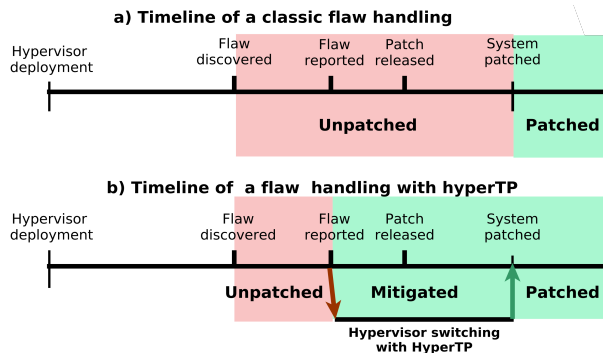 a) Timeline of a classic flaw handling
Hypervisor
deployment
Flaw
discovered
Flaw
reported
Patch
released
System
patched
Unpatched
Patched
b) Timeline of a flaw handling with hyperTP
Hypervisor
deployment
Flaw
discovered
Flaw
reported
Patch
released
System
patched
Unpatched
Mitigated
Patched
Hypervisor switching
with HyperTP